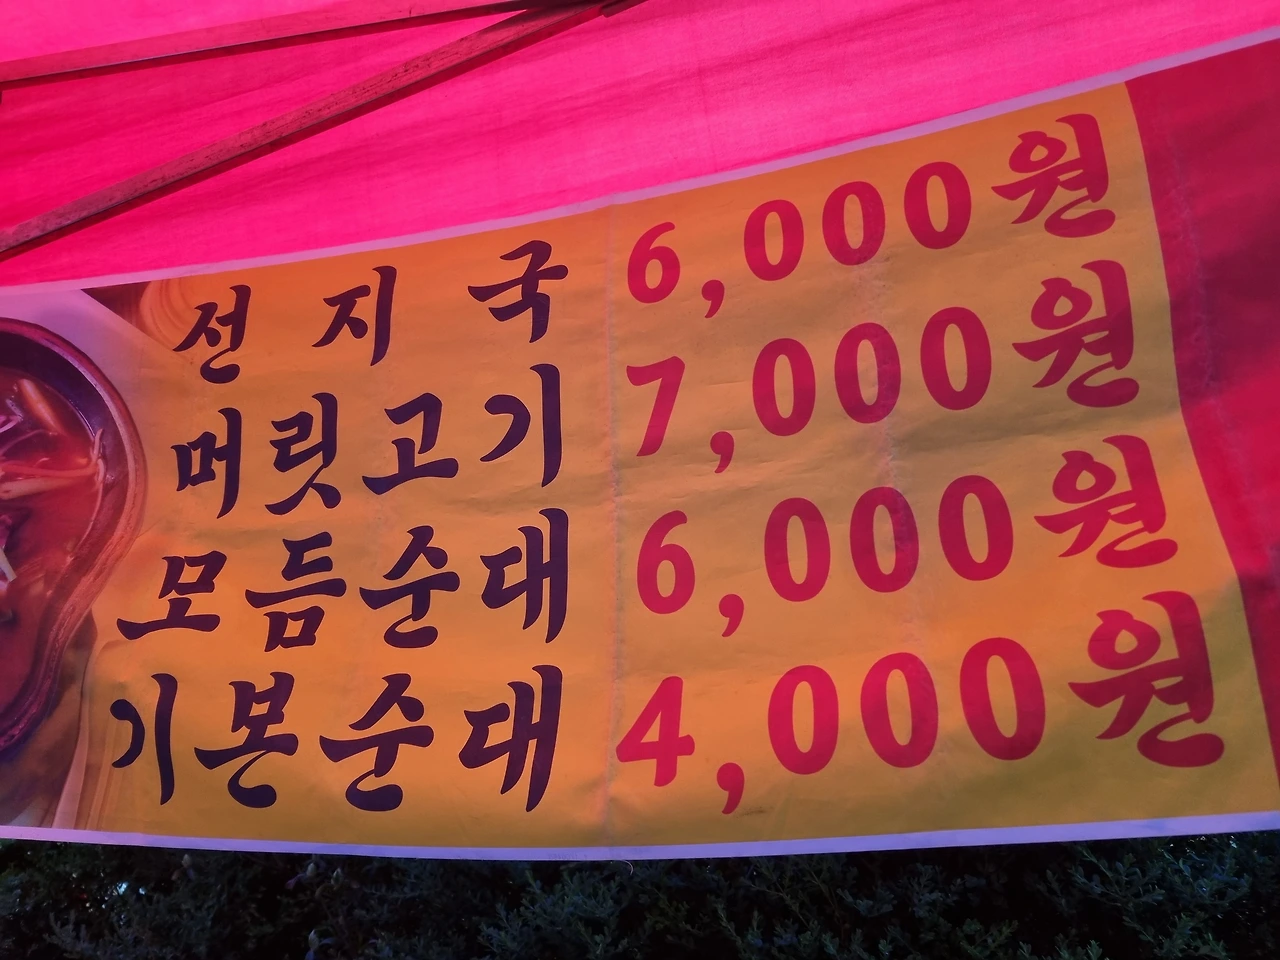 선지국 6,000원
머릿고기 7,000원
모듬순대 6,000원
기본순대 4,000원